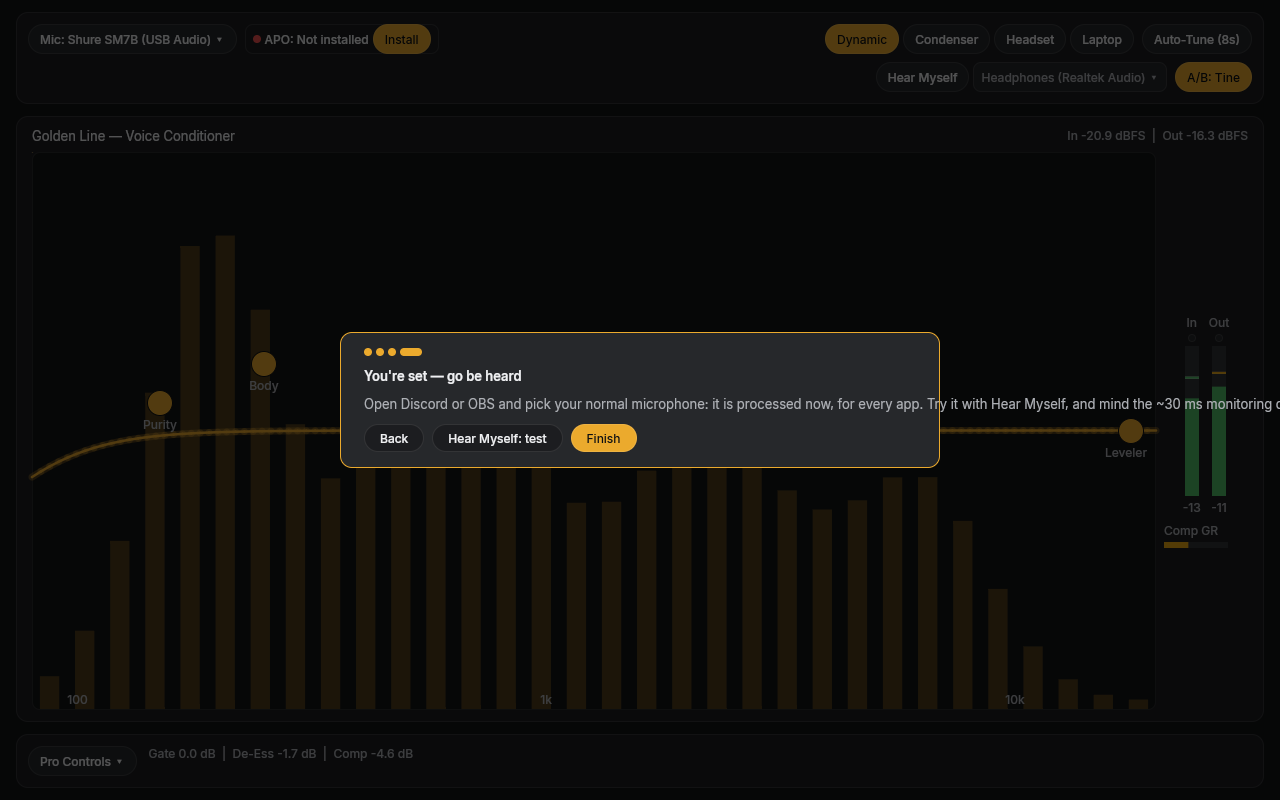 Mic: Shure SM7B (USB Audio) ▾
APO: Not installed
Install
Dynamic
Condenser
Headset
Laptop
Auto-Tune (8s)
Hear Myself
Headphones (Realtek Audio) ▾
A/B: Tine
Golden Line — Voice Conditioner
In -20.9 dBFS | Out -16.3 dBFS
In
Out
Body
Purity
You're set — go be heard
Open Discord or OBS and pick your normal microphone: it is processed now, for every app. Try it with Hear Myself, and mind the ~30 ms monitoring
Back
Hear Myself: test
Finish
Leveler
-13
-11
Comp GR
100
1k
10k
Pro Controls ▾
Gate 0.0 dB | De-Ess -1.7 dB | Comp -4.6 dB